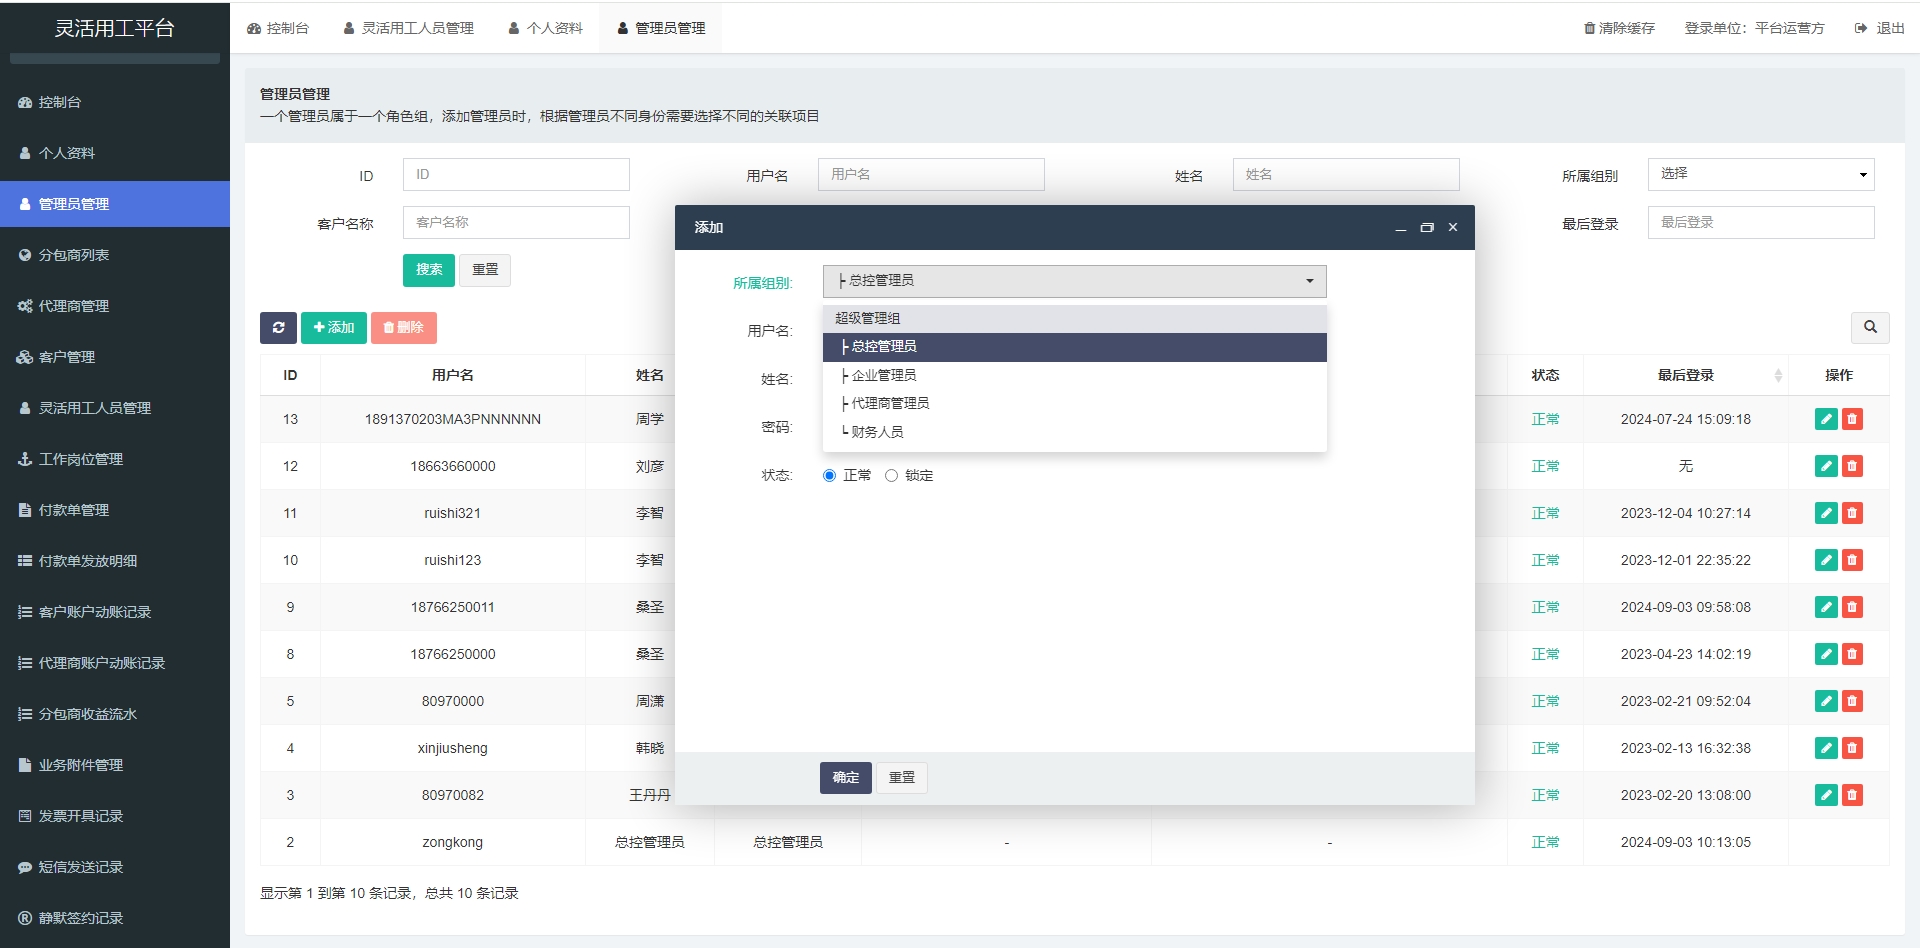 灵活用工平台
控制台
灵活用工人员管理
个人资料
管理员管理
清除缓存
登录单位：平台运营方
退出
控制台
个人资料
管理员管理
分包商列表
代理商管理
客户管理
灵活用工人员管理
工作岗位管理
付款单管理
付款单发放明细
客户账户动账记录
代理商账户动账记录
分包商收益流水
业务附件管理
发票开具记录
短信发送记录
静默签约记录
管理员管理
一个管理员属于一个角色组，添加管理员时，根据管理员不同身份需要选择不同的关联项目
ID ID 用户名 用户名 姓名 姓名 所属组别 选择
客户名称 客户名称 最后登录 最后登录
搜索 重置
添加 删除
ID 用户名 姓名 状态 最后登录 操作
13 1891370203MA3PNNNNNN 周学 正常 2024-07-24 15:09:18
12 18663660000 刘彦 正常 无
11 ruishi321 李智 正常 2023-12-04 10:27:14
10 ruishi123 李智 正常 2023-12-01 22:35:22
9 18766250011 桑圣 正常 2024-09-03 09:58:08
8 18766250000 桑圣 正常 2023-04-23 14:02:19
5 80970000 周潇 正常 2023-02-21 09:52:04
4 xinjiusheng 韩晓 正常 2023-02-13 16:32:38
3 80970082 王丹丹 正常 2023-02-20 13:08:00
2 zongkong 总控管理员 总控管理员 - - 正常 2024-09-03 10:13:05
显示第 1 到第 10 条记录，总共 10 条记录
添加
所属组别: ├ 总控管理员
超级管理组
├ 总控管理员
├ 企业管理员
├ 代理商管理员
└ 财务人员
用户名:
姓名:
密码:
状态: 正常 锁定
确定 重置